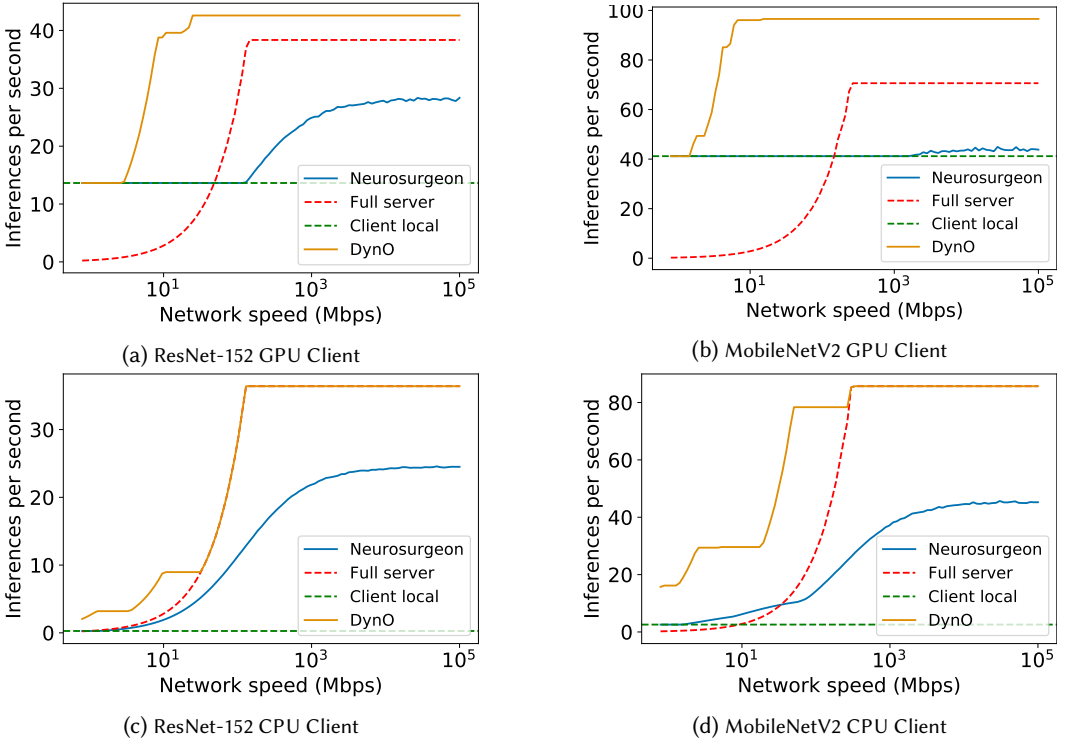 Inferences per second
40
30
20
10
0
Neurosurgeon
Full server
Client local
DynO
10^1
10^3
10^5
Network speed (Mbps)
(a) ResNet-152 GPU Client
Inferences per second
100
80
60
40
20
0
Neurosurgeon
Full server
Client local
DynO
10^1
10^3
10^5
Network speed (Mbps)
(b) MobileNetV2 GPU Client
Inferences per second
30
20
10
0
Neurosurgeon
Full server
Client local
DynO
10^1
10^3
10^5
Network speed (Mbps)
(c) ResNet-152 CPU Client
Inferences per second
80
60
40
20
0
Neurosurgeon
Full server
Client local
DynO
10^1
10^3
10^5
Network speed (Mbps)
(d) MobileNetV2 CPU Client